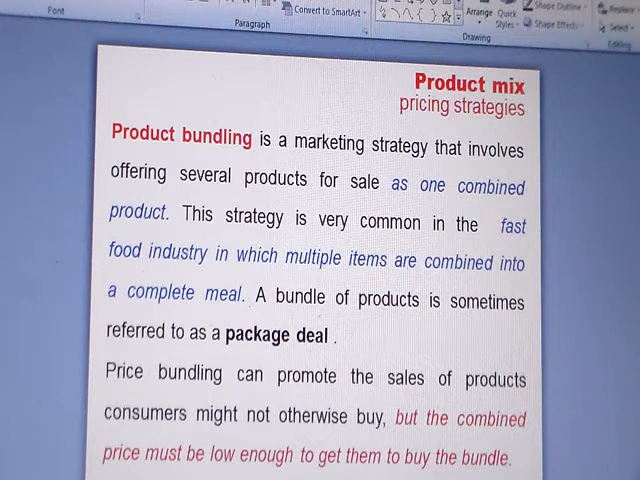 Font
Paragraph
Convert to SmartArt
Arrange
Quick
Styles
Shape Outline
Shape Effects
Drawing
Replace
Select
Editing
Product mix
pricing strategies
Product bundling is a marketing strategy that involves
offering several products for sale as one combined
product. This strategy is very common in the fast
food industry in which multiple items are combined into
a complete meal. A bundle of products is sometimes
referred to as a package deal .
Price bundling can promote the sales of products
consumers might not otherwise buy, but the combined
price must be low enough to get them to buy the bundle.